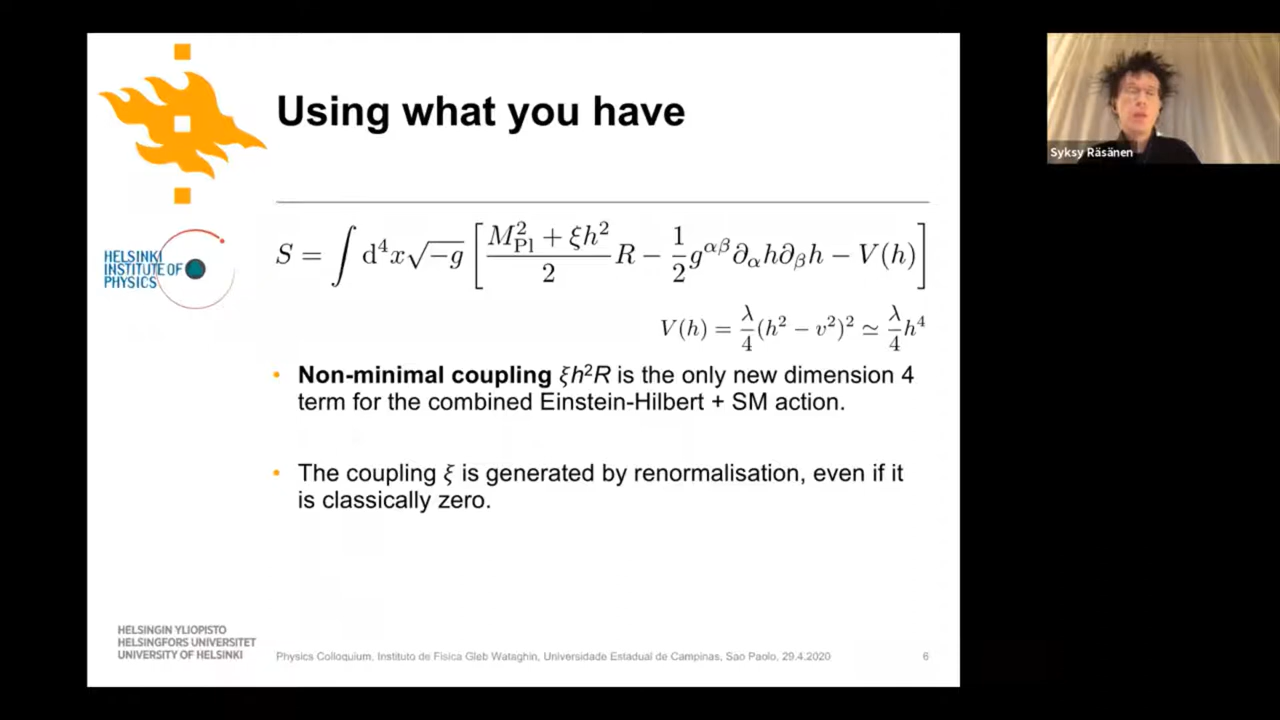 Using what you have
HELSINKI
INSTITUTE OF
PHYSICS
S = ∫ d⁴x√−g [ (M²_Pl + ξh²)/2 R − 1/2 g^{αβ}∂_αh∂_βh − V(h) ]
V(h) = λ/4 (h² − v²)² ≃ λ/4 h⁴
• Non-minimal coupling ξh²R is the only new dimension 4
term for the combined Einstein-Hilbert + SM action.
• The coupling ξ is generated by renormalisation, even if it
is classically zero.
HELSINGIN YLIOPISTO
HELSINGFORS UNIVERSITET
UNIVERSITY OF HELSINKI
Physics Colloquium, Instituto de Física Gleb Wataghin, Universidade Estadual de Campinas, Sao Paolo, 29.4.2020
6
Syksy Räsänen